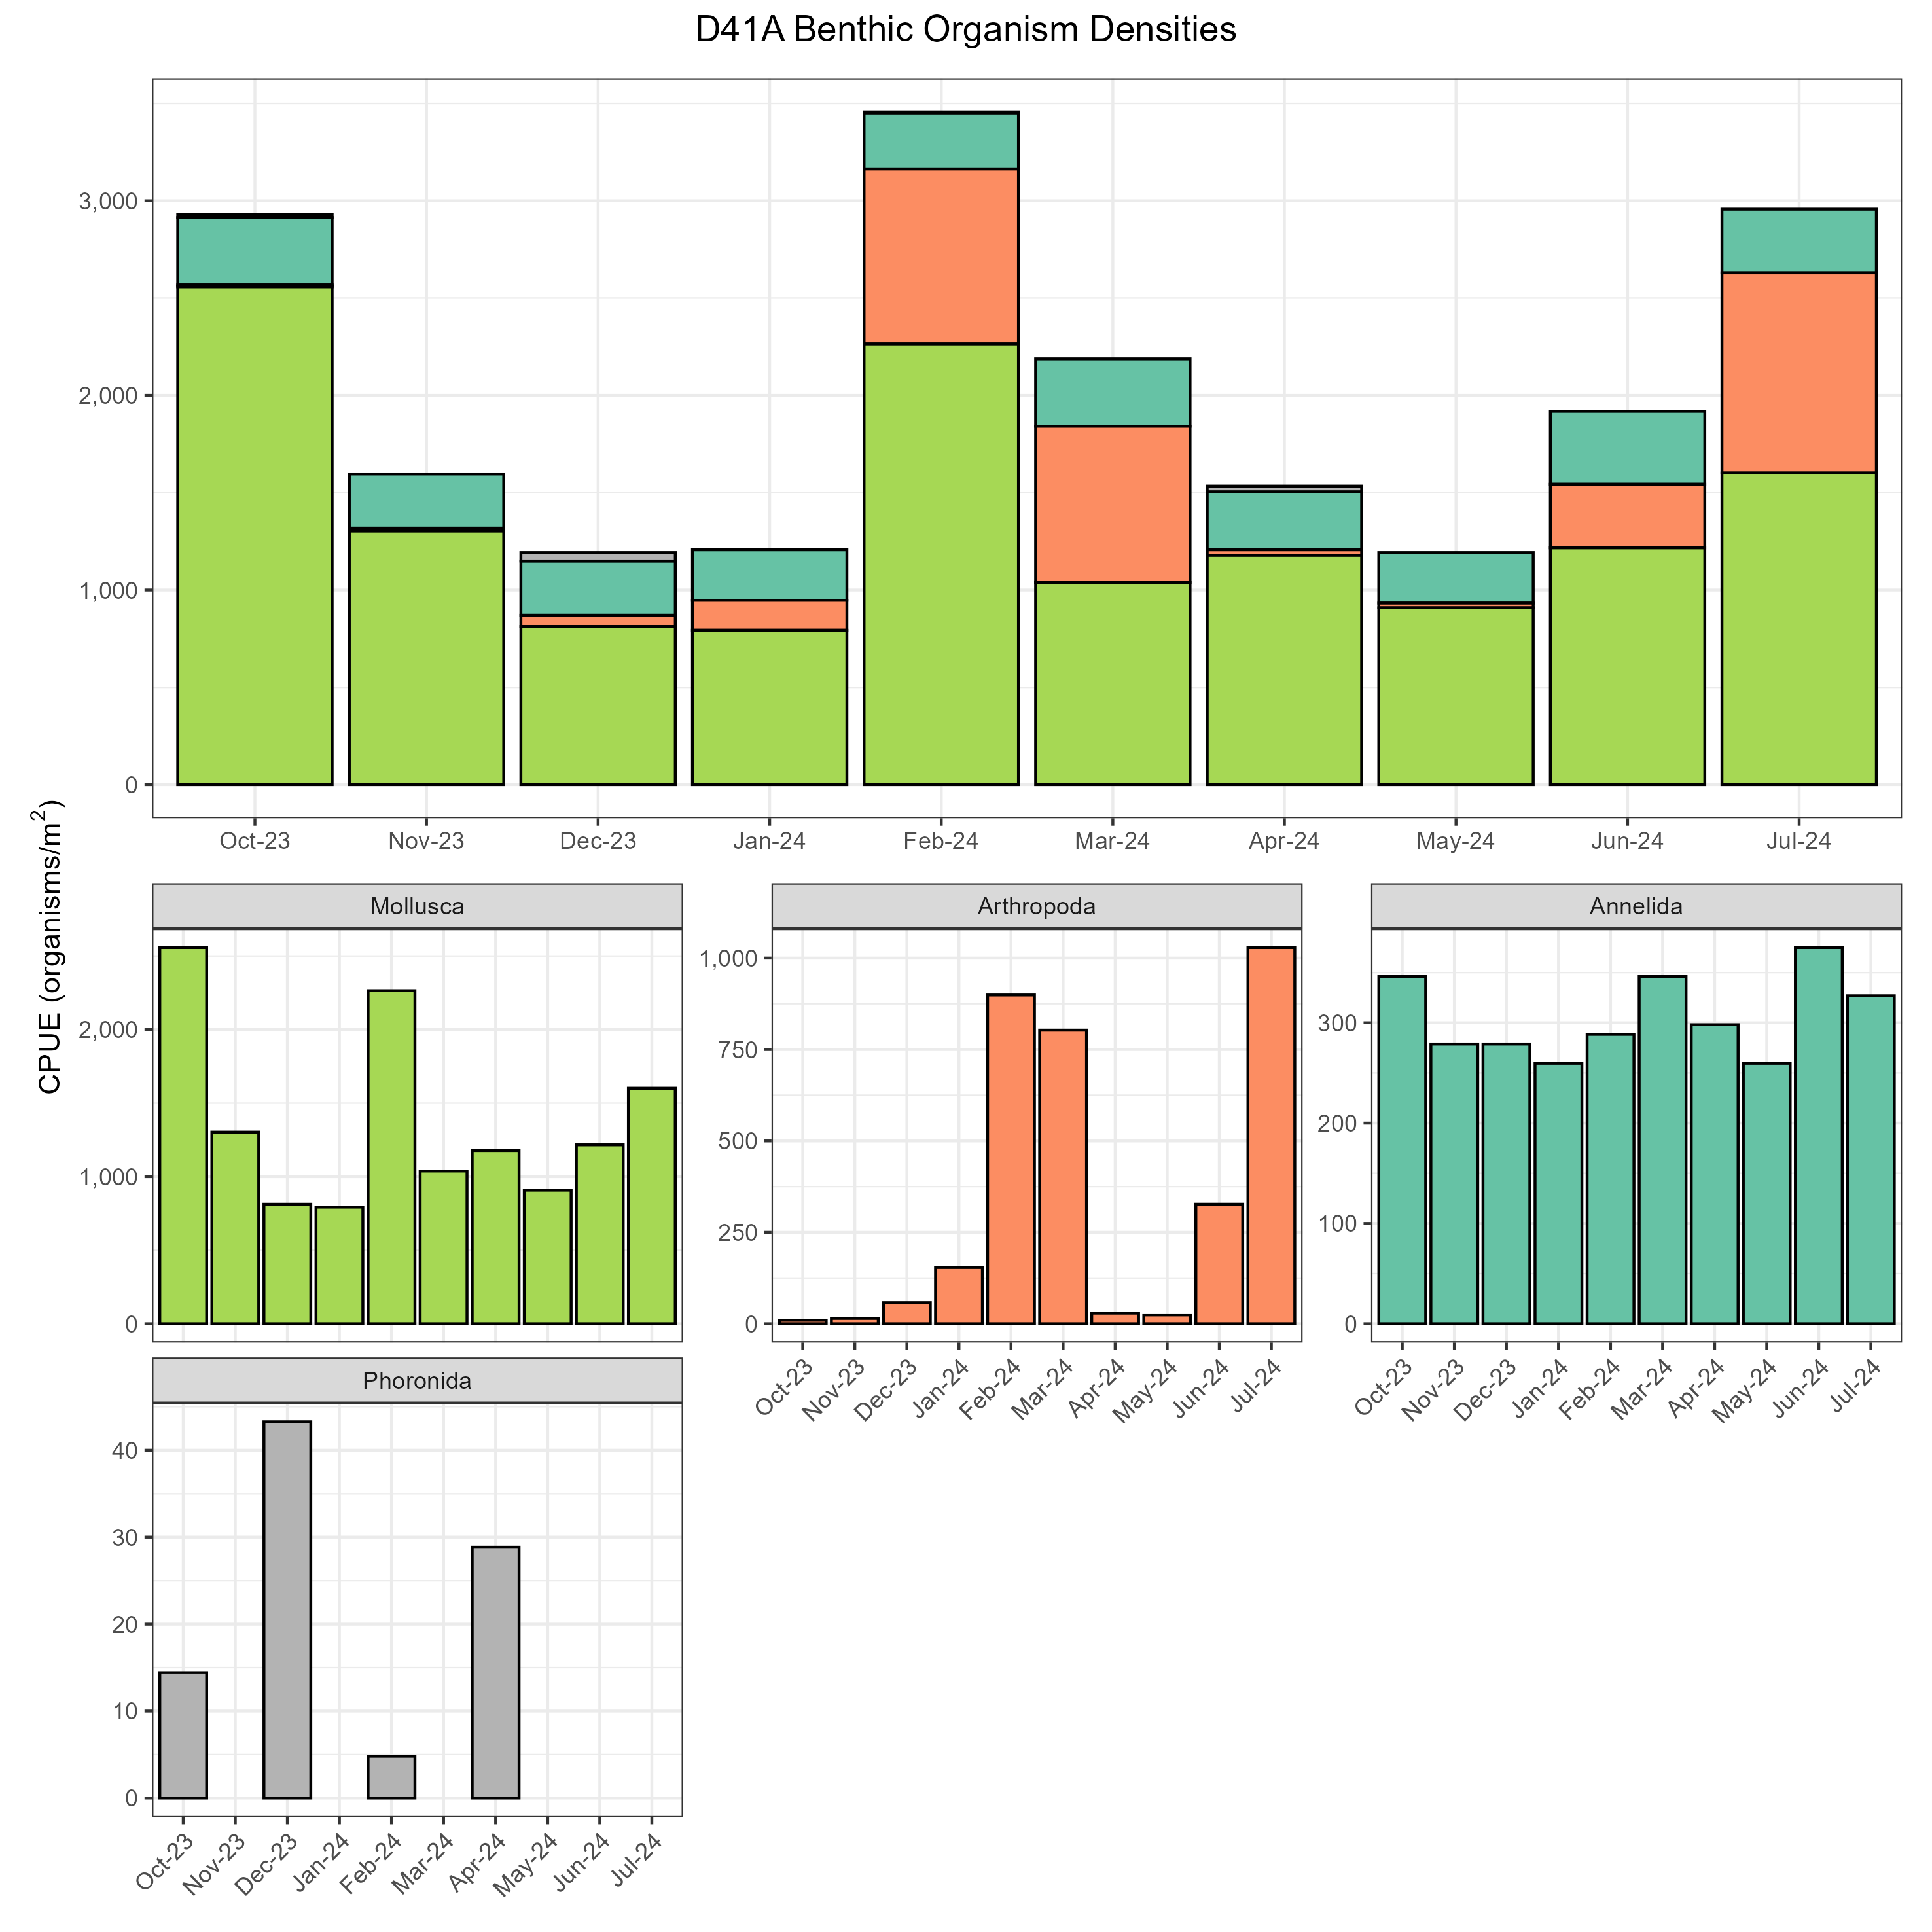 D41A Benthic Organism Densities
CPUE (organisms/m²)
3,000
2,000
1,000
0
Oct-23 Nov-23 Dec-23 Jan-24 Feb-24 Mar-24 Apr-24 May-24 Jun-24 Jul-24
Mollusca
2,000
1,000
0
Arthropoda
1,000
750
500
250
0
Oct-23 Nov-23 Dec-23 Jan-24 Feb-24 Mar-24 Apr-24 May-24 Jun-24 Jul-24
Annelida
300
200
100
0
Oct-23 Nov-23 Dec-23 Jan-24 Feb-24 Mar-24 Apr-24 May-24 Jun-24 Jul-24
Phoronida
40
30
20
10
0
Oct-23 Nov-23 Dec-23 Jan-24 Feb-24 Mar-24 Apr-24 May-24 Jun-24 Jul-24